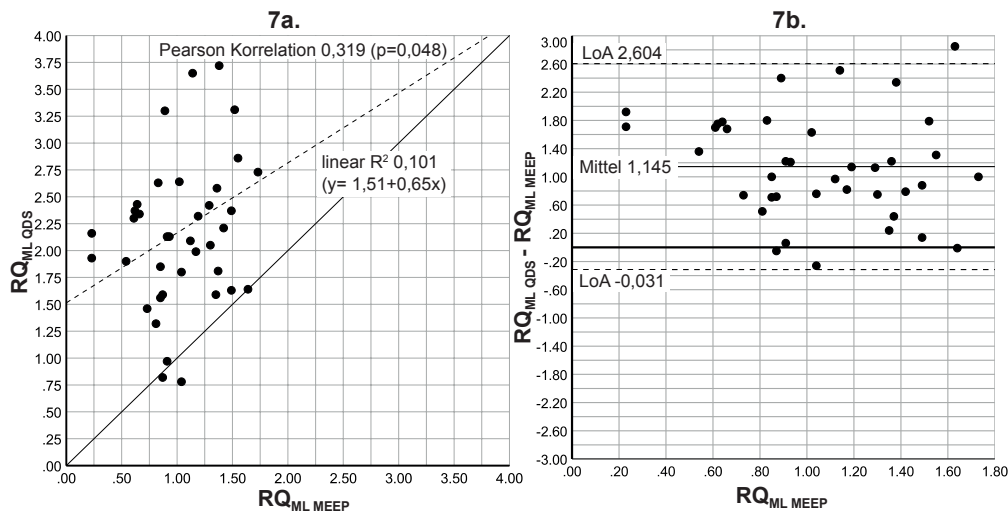 7a.
4.00
3.75
3.50
3.25
3.00
2.75
2.50
2.25
2.00
1.75
1.50
1.25
1.00
.75
.50
.25
.00
RQML QDS
Pearson Korrelation 0,319 (p=0,048)
linear R² 0,101
(y= 1,51+0,65x)
.00 .50 1.00 1.50 2.00 2.50 3.00 3.50 4.00
RQML MEEP
7b.
3.00
2.60
2.20
1.80
1.40
1.00
.60
.20
-.20
-.60
-1.00
-1.40
-1.80
-2.20
-2.60
-3.00
RQML QDS - RQML MEEP
LoA 2,604
Mittel 1,145
LoA -0,031
.00 .20 .40 .60 .80 1.00 1.20 1.40 1.60 1.80
RQML MEEP